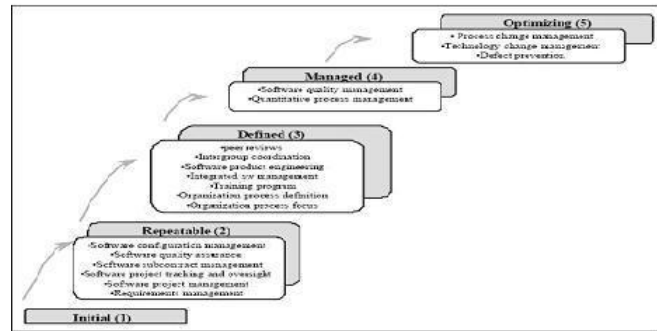 Optimizing (5)
•Process change management
•Technology change management
•Defect prevention
Managed (4)
•Software quality management
•Quantitative process management
Defined (3)
•peer reviews
•Intergroup coordination
•Software product engineering
•Integrated sw management
•Training program
•Organization process definition
•Organization process focus
Repeatable (2)
•Software configuration management
•Software quality assurance
•Software subcontract management
•Software project tracking and oversight
•Software project management
•Requirements management
Initial (1)